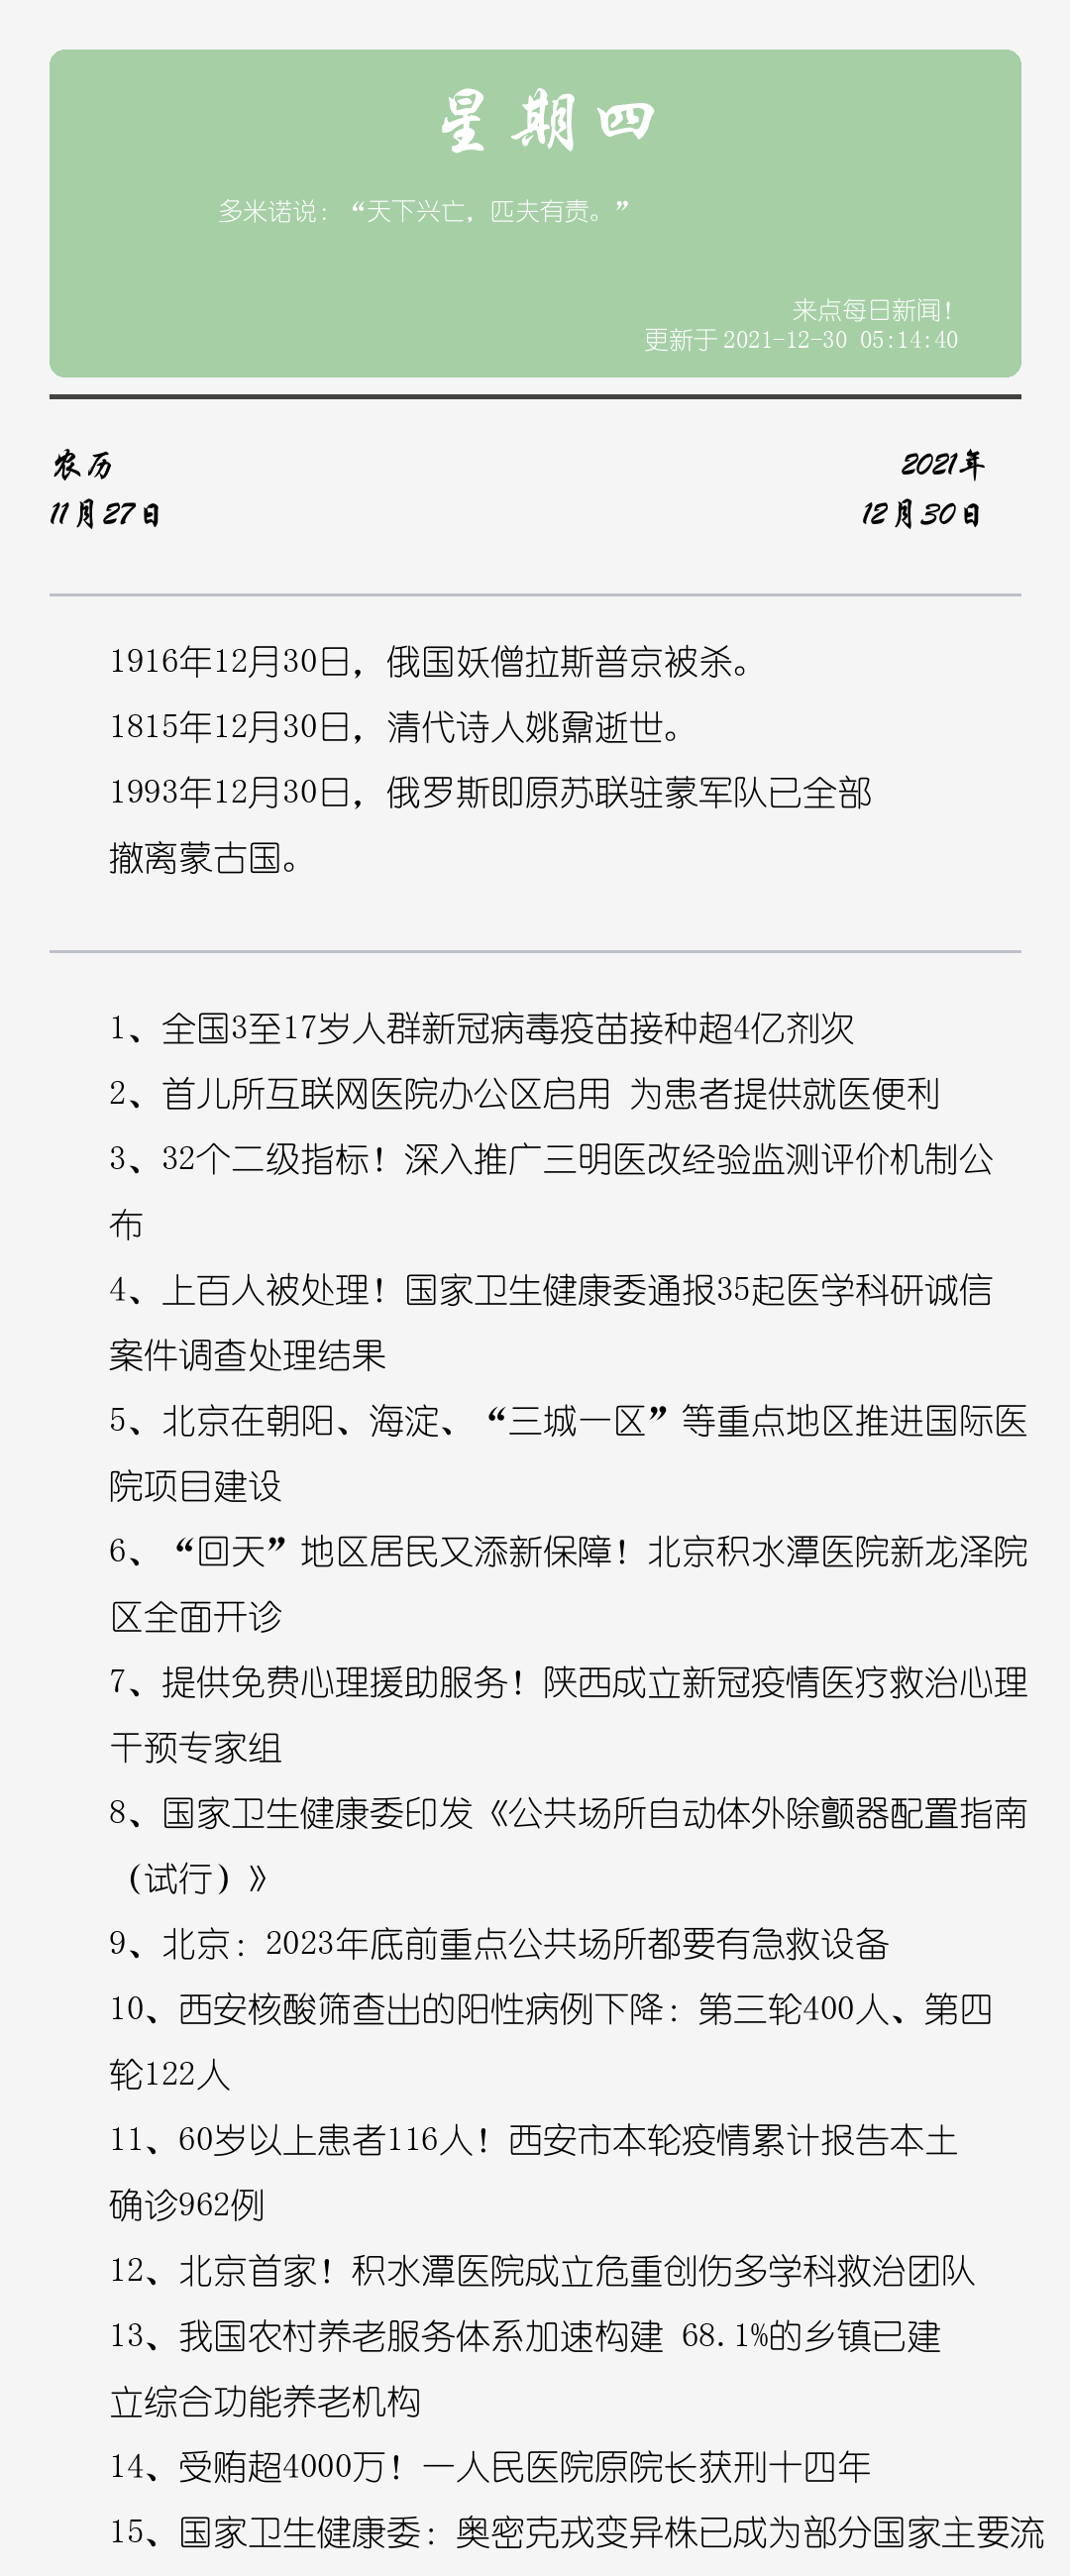 星期四
多米诺说：“天下兴亡，匹夫有责。”
来点每日新闻！
更新于 2021-12-30 05:14:40
农历
2021年
11月27日
12月30日
1916年12月30日，俄国妖僧拉斯普京被杀。
1815年12月30日，清代诗人姚鼐逝世。
1993年12月30日，俄罗斯即原苏联驻蒙军队已全部
撤离蒙古国。
1、全国3至17岁人群新冠病毒疫苗接种超4亿剂次
2、首儿所互联网医院办公区启用 为患者提供就医便利
3、32个二级指标！深入推广三明医改经验监测评价机制公
布
4、上百人被处理！国家卫生健康委通报35起医学科研诚信
案件调查处理结果
5、北京在朝阳、海淀、“三城一区”等重点地区推进国际医
院项目建设
6、“回天”地区居民又添新保障！北京积水潭医院新龙泽院
区全面开诊
7、提供免费心理援助服务！陕西成立新冠疫情医疗救治心理
干预专家组
8、国家卫生健康委印发《公共场所自动体外除颤器配置指南
（试行）》
9、北京：2023年底前重点公共场所都要有急救设备
10、西安核酸筛查出的阳性病例下降：第三轮400人、第四
轮122人
11、60岁以上患者116人！西安市本轮疫情累计报告本土
确诊962例
12、北京首家！积水潭医院成立危重创伤多学科救治团队
13、我国农村养老服务体系加速构建 68.1%的乡镇已建
立综合功能养老机构
14、受贿超4000万！一人民医院原院长获刑十四年
15、国家卫生健康委：奥密克戎变异株已成为部分国家主要流